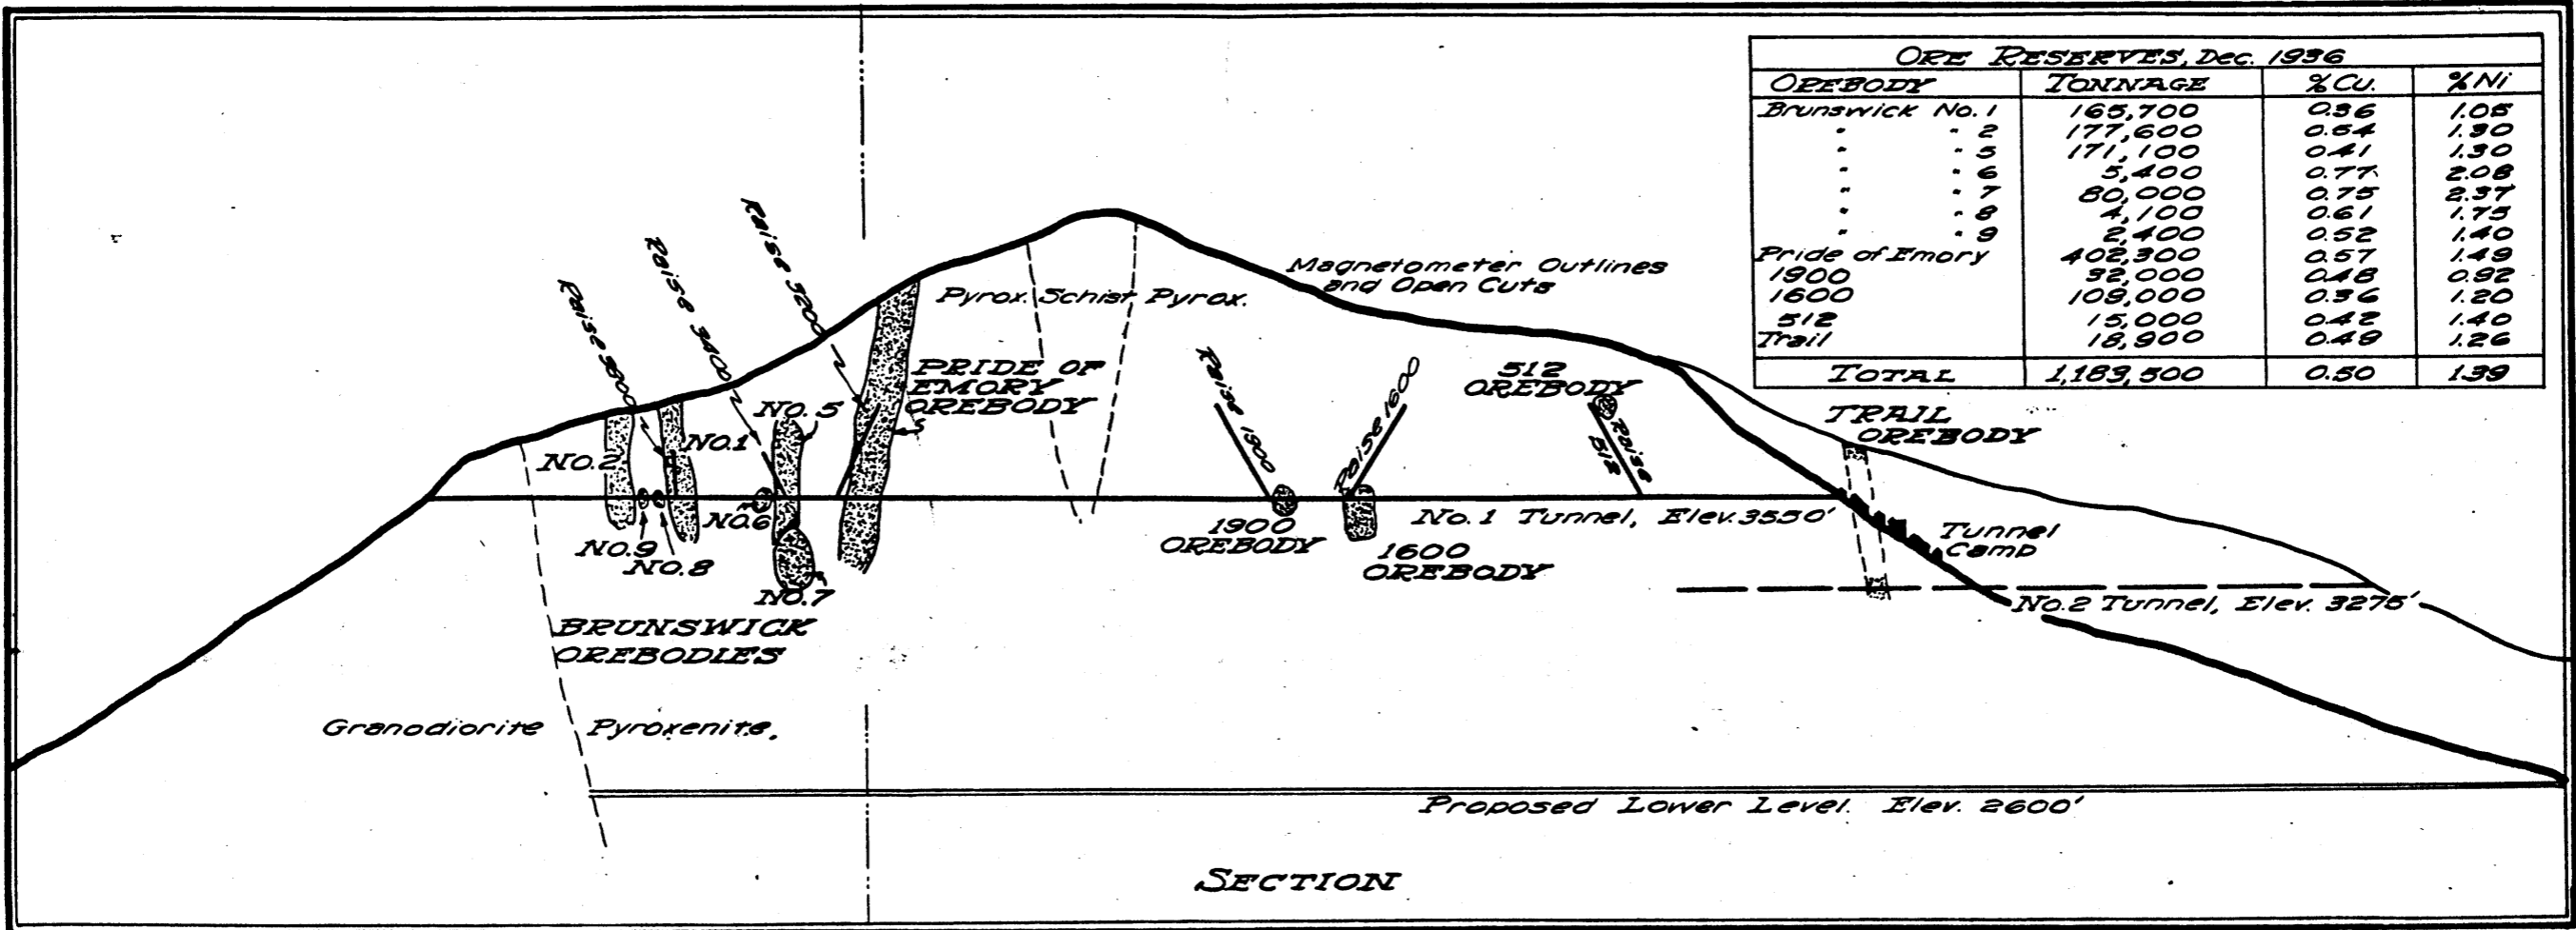 ORE RESERVES, Dec. 1936
OREBODY TONNAGE % Cu. % Ni
Brunswick No. 1 165,700 0.36 1.05
" " 2 177,600 0.54 1.30
" " 5 171,100 0.41 1.30
" " 6 5,400 0.77 2.08
" " 7 80,000 0.75 2.37
" " 8 4,100 0.61 1.75
" " 9 2,400 0.52 1.40
Pride of Emory 402,300 0.57 1.49
1900 32,000 0.48 0.92
1600 109,000 0.36 1.20
512 15,000 0.42 1.40
Trail 18,900 0.49 1.26
TOTAL 1,183,500 0.50 1.39
Raise 3600
Raise 3400
Raise 3200
Magnetometer Outlines
and Open Cuts
Pyrox. Schist Pyrox.
PRIDE OF
EMORY
OREBODY
No. 5
No. 1
No. 2
No. 6
No. 9
No. 8
No. 7
BRUNSWICK
OREBODIES
Raise 1900
Raise 1600
512
OREBODY
Raise
512
TRAIL
OREBODY
1900
OREBODY
No. 1 Tunnel, Elev. 3550'
1600
OREBODY
Tunnel
Camp
No. 2 Tunnel, Elev. 3275'
Granodiorite Pyroxenite.
Proposed Lower Level. Elev. 2600'
SECTION